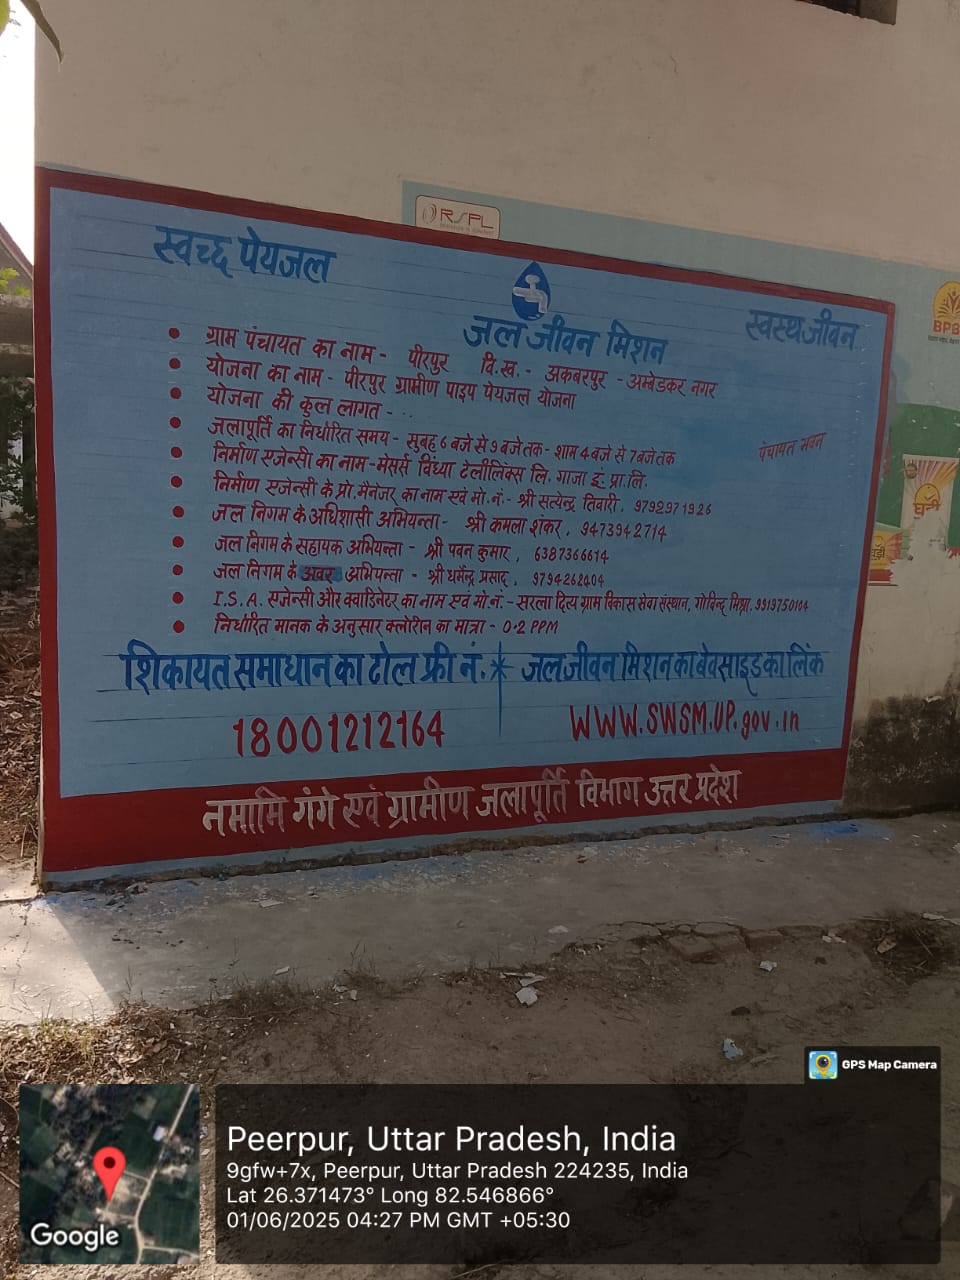 RSPL
स्वच्छ पेयजल
जल जीवन मिशन
स्वस्थ जीवन
BPB
• ग्राम पंचायत का नाम - पीरपुर वि.ख. - अकबरपुर - अम्बेडकर नगर
• योजना का नाम - पीरपुर ग्रामीण पाइप पेयजल योजना
• योजना की कुल लागत - ...
• जलापूर्ति का निर्धारित समय - सुबह 6 बजे से 9 बजे तक - शाम 4 बजे से 7 बजे तक
पंचायत भवन
• निर्माण एजेन्सी का नाम - मेसर्स विंध्या टेलीलिंक्स लि. गाजा इं. प्रा. लि.
• निर्माण एजेन्सी के प्रो. मैनेजर का नाम एवं मो. नं. - श्री सत्येन्द्र तिवारी, 9792971926
• जल निगम के अधिशासी अभियन्ता - श्री कमला शंकर, 9473942714
• जल निगम के सहायक अभियन्ता - श्री पवन कुमार, 6387366614
• जल निगम के अवर अभियन्ता - श्री धर्मेन्द्र प्रसाद, 9794262404
• I.S.A. एजेन्सी और क्वाडिनेटर का नाम एवं मो. नं. - सरला दित्य ग्राम विकास सेवा संस्थान, गोविन्द मिश्रा, 9919750104
• निर्धारित मानक के अनुसार क्लोरिन का मात्रा - 0.2 PPM
शिकायत समाधान का टोल फ्री नं. * जल जीवन मिशन का बेवसाइड का लिंक
18001212164
WWW.SWSM.UP.gov.in
नमामि गंगे एवं ग्रामीण जलापूर्ति विभाग उत्तर प्रदेश
GPS Map Camera
Peerpur, Uttar Pradesh, India
9gfw+7x, Peerpur, Uttar Pradesh 224235, India
Lat 26.371473° Long 82.546866°
01/06/2025 04:27 PM GMT +05:30
Google